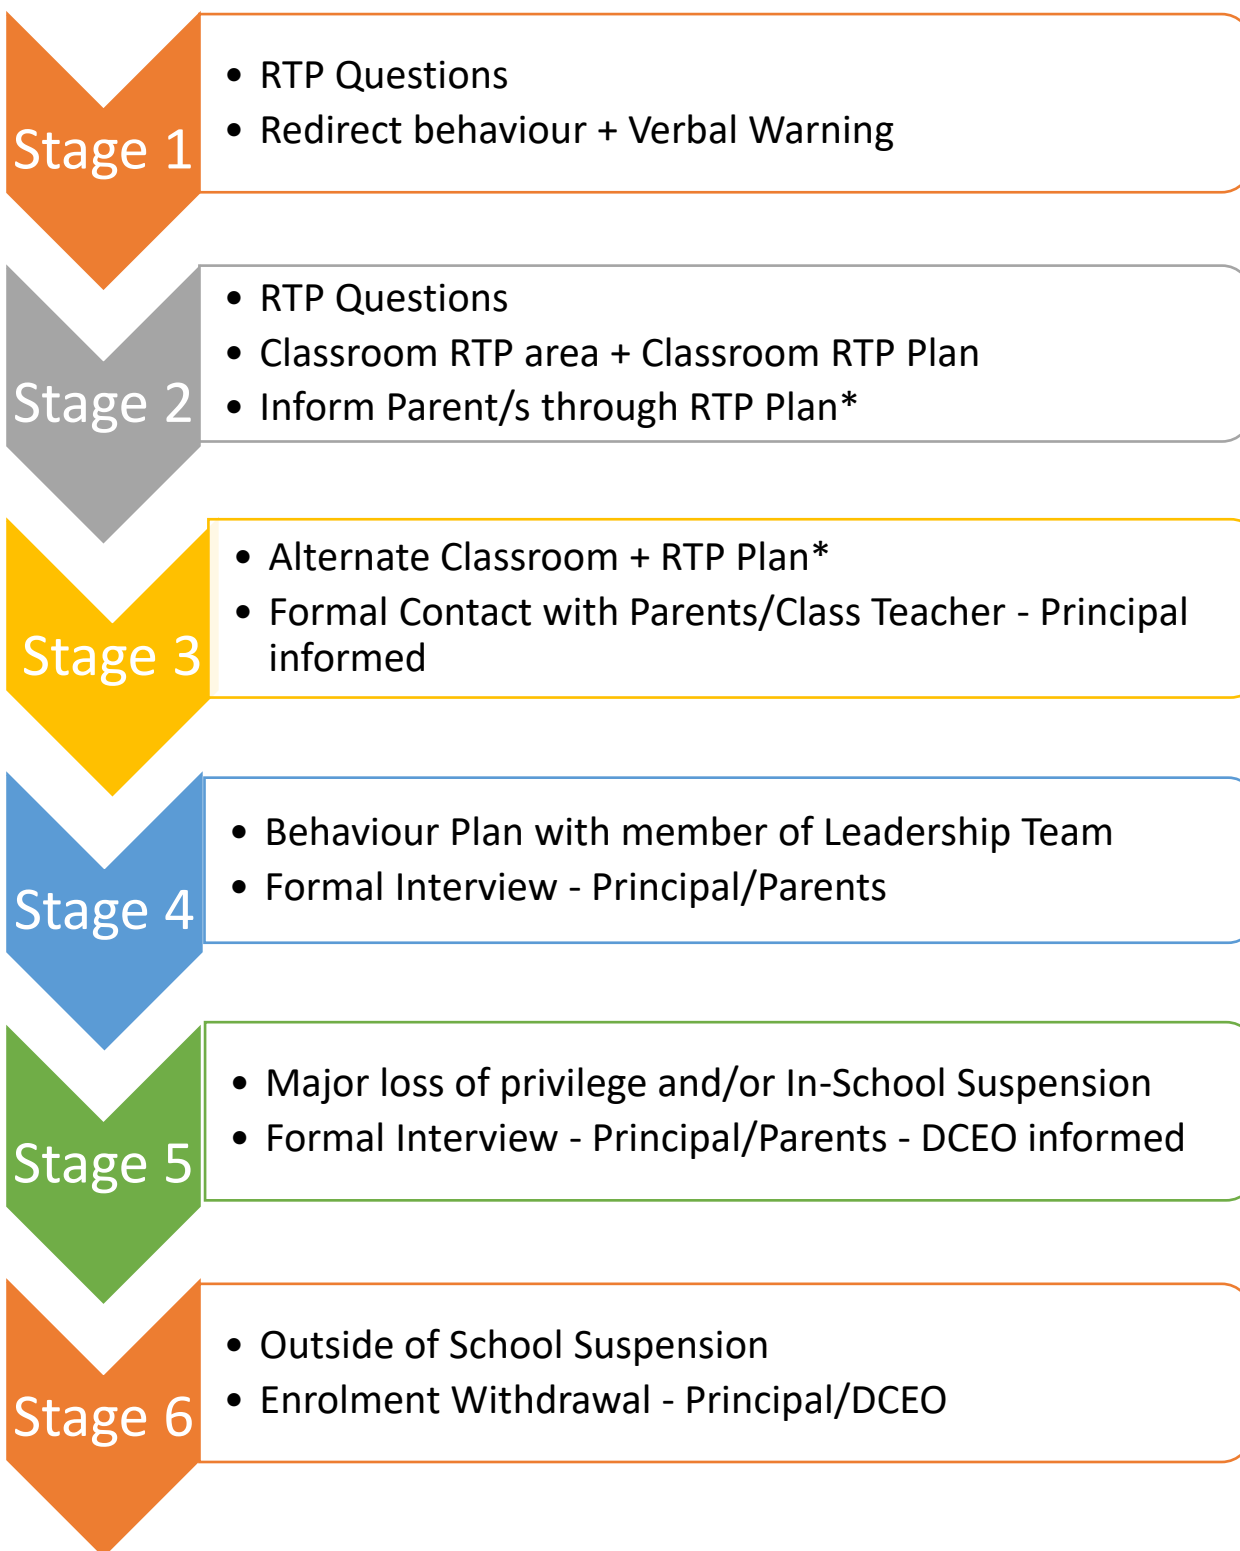 Stage 1
• RTP Questions
• Redirect behaviour + Verbal Warning
Stage 2
• RTP Questions
• Classroom RTP area + Classroom RTP Plan
• Inform Parent/s through RTP Plan*
Stage 3
• Alternate Classroom + RTP Plan*
• Formal Contact with Parents/Class Teacher - Principal
informed
Stage 4
• Behaviour Plan with member of Leadership Team
• Formal Interview - Principal/Parents
Stage 5
• Major loss of privilege and/or In-School Suspension
• Formal Interview - Principal/Parents - DCEO informed
Stage 6
• Outside of School Suspension
• Enrolment Withdrawal - Principal/DCEO